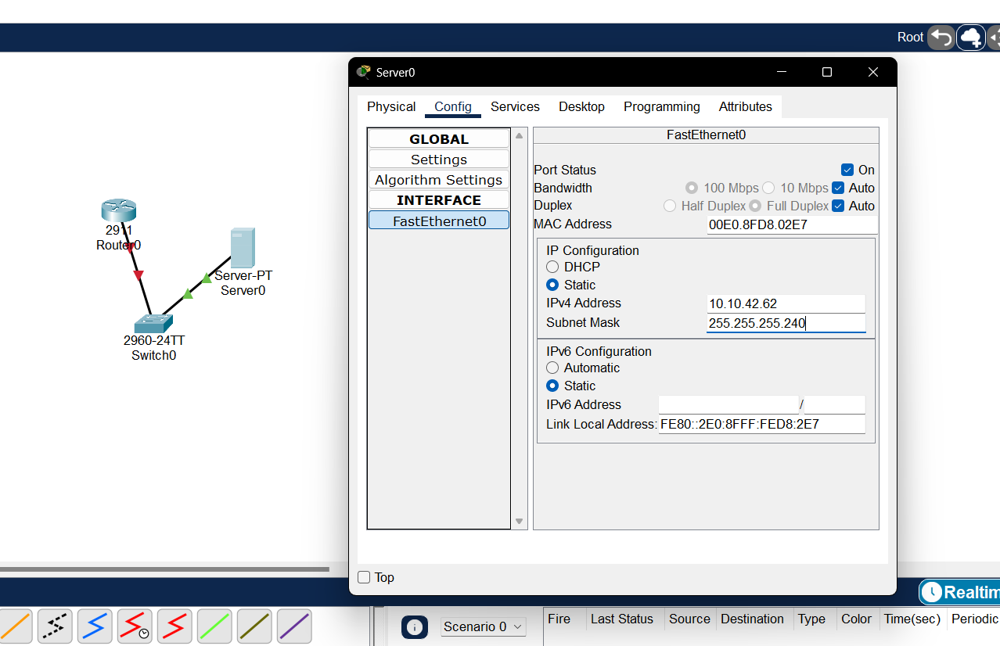 Root
Server0
Physical Config Services Desktop Programming Attributes
GLOBAL
Settings
Algorithm Settings
INTERFACE
FastEthernet0
FastEthernet0
Port Status On
Bandwidth 100 Mbps 10 Mbps Auto
Duplex Half Duplex Full Duplex Auto
MAC Address 00E0.8FD8.02E7
IP Configuration
DHCP
Static
IPv4 Address 10.10.42.62
Subnet Mask 255.255.255.240
IPv6 Configuration
Automatic
Static
IPv6 Address /
Link Local Address: FE80::2E0:8FFF:FED8:2E7
Top
2911
Router0
Server-PT
Server0
2960-24TT
Switch0
Realtim
Scenario 0
Fire Last Status Source Destination Type Color Time(sec) Periodic